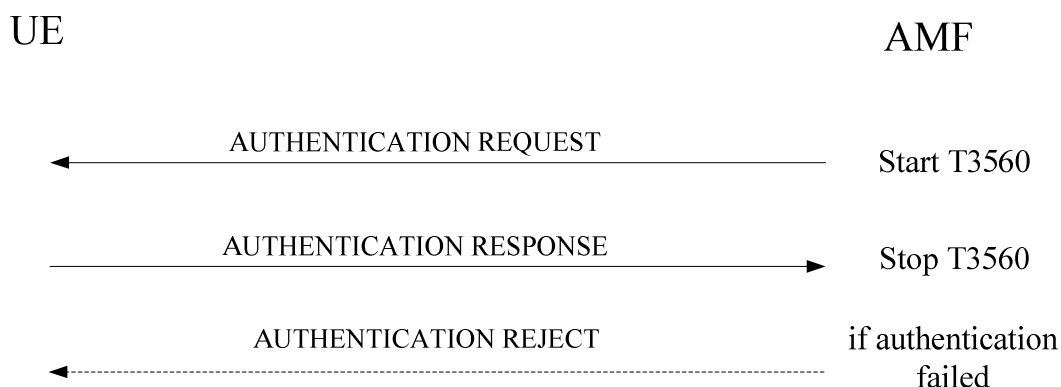 UE
AMF
AUTHENTICATION REQUEST
Start T3560
AUTHENTICATION RESPONSE
Stop T3560
AUTHENTICATION REJECT
if authentication
failed